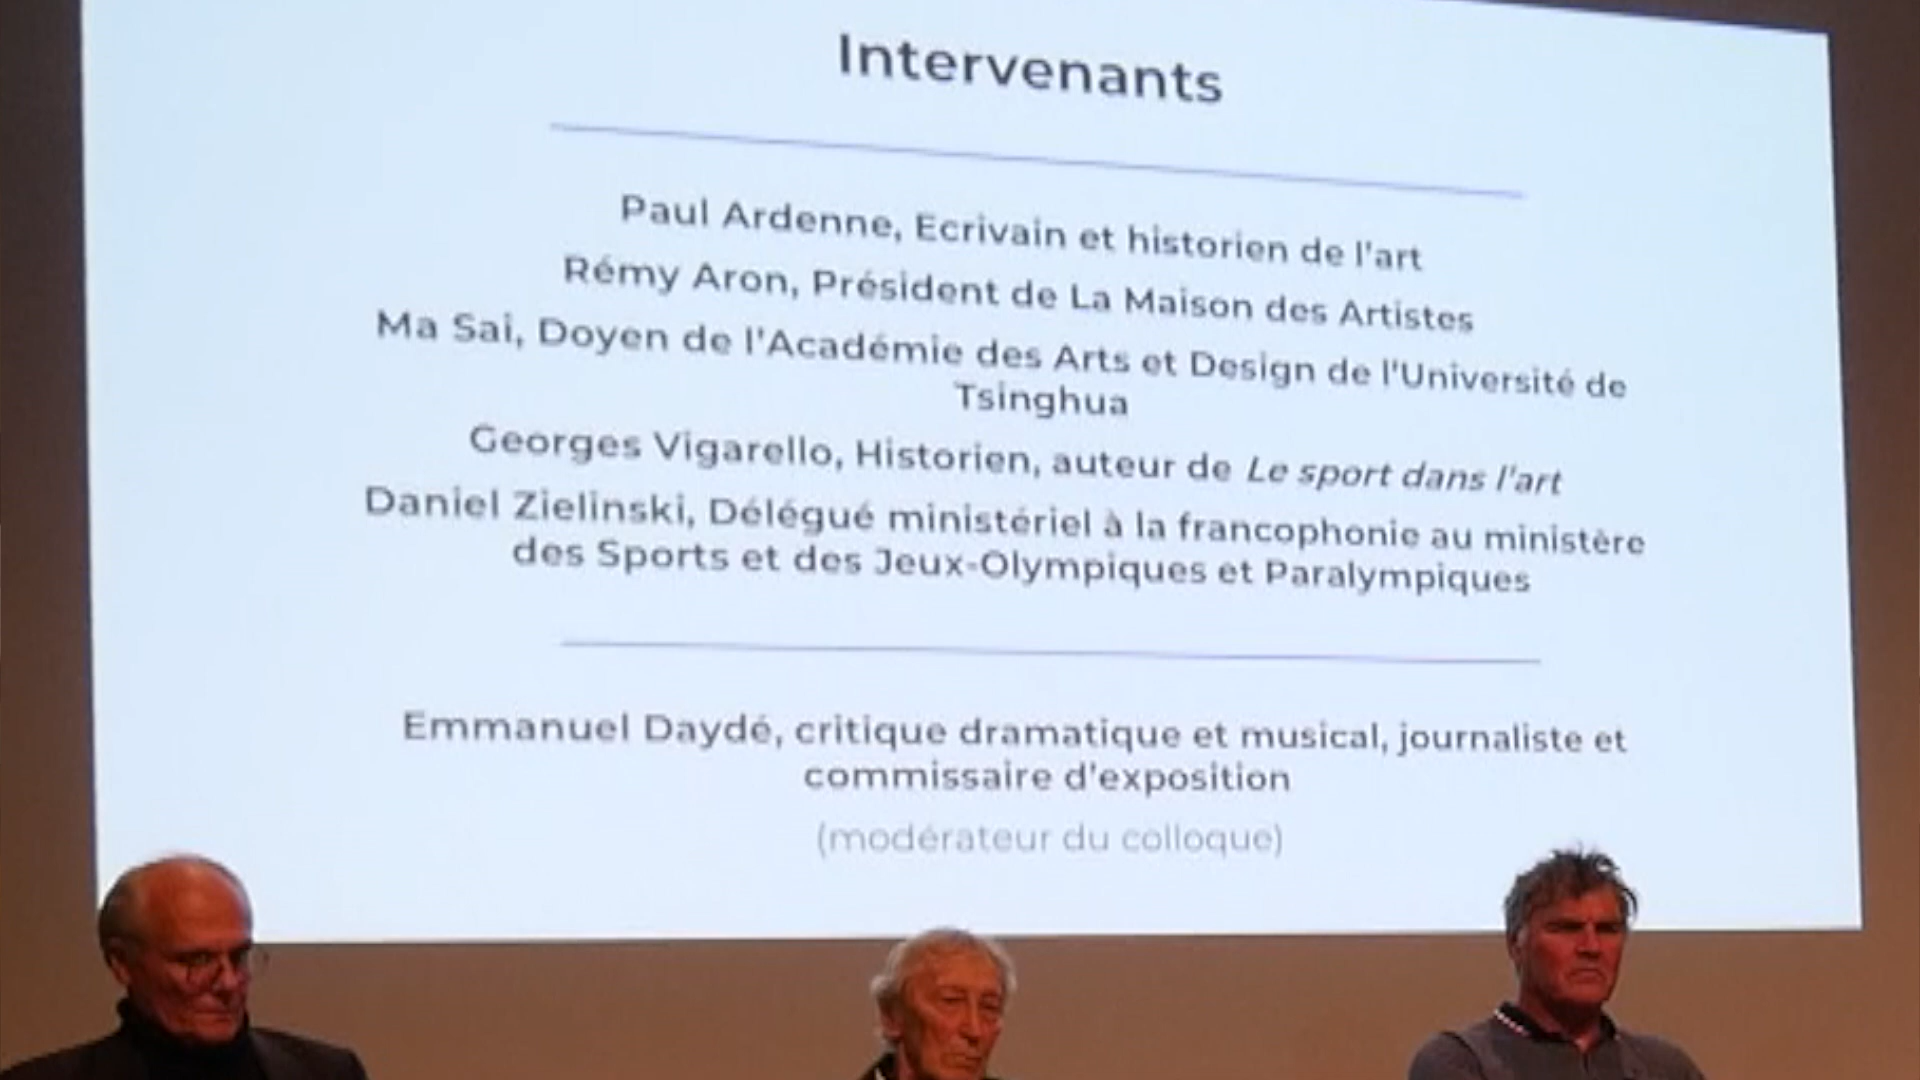 Intervenants
Paul Ardenne, Ecrivain et historien de l'art
Rémy Aron, Président de La Maison des Artistes
Ma Sai, Doyen de l'Académie des Arts et Design de l'Université de
Tsinghua
Georges Vigarello, Historien, auteur de Le sport dans l'art
Daniel Zielinski, Délégué ministériel à la francophonie au ministère
des Sports et des Jeux-Olympiques et Paralympiques
Emmanuel Daydé, critique dramatique et musical, journaliste et
commissaire d'exposition
(modérateur du colloque)